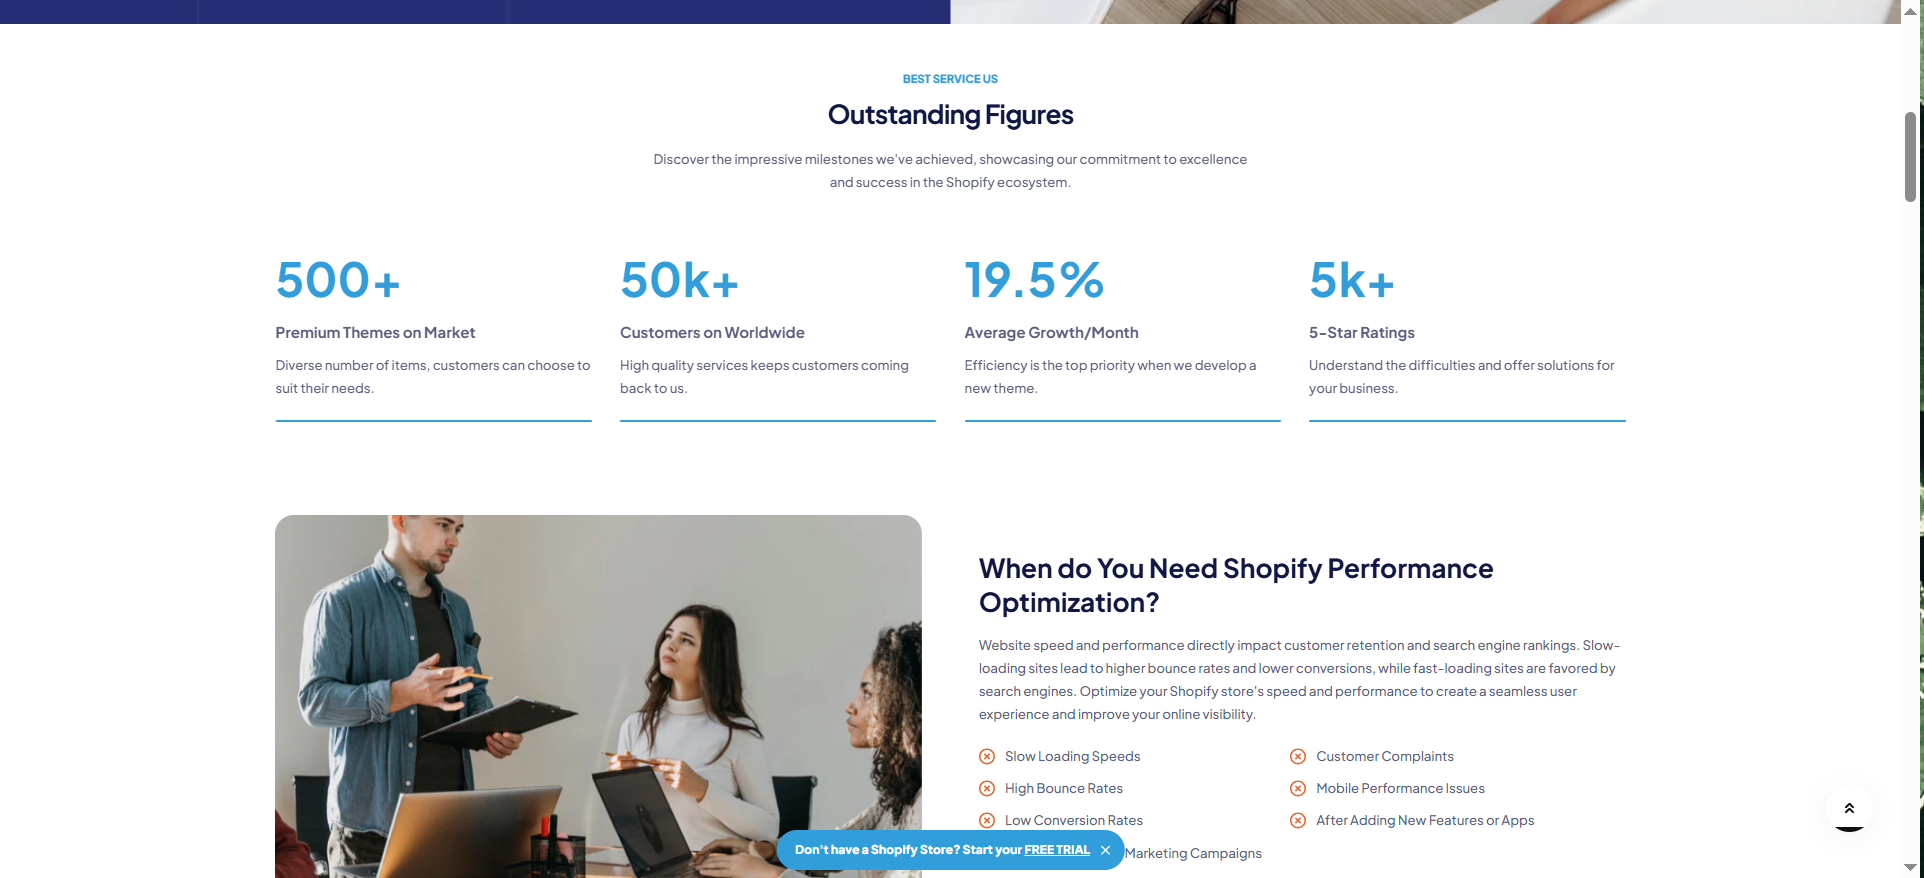 BEST SERVICE US
Outstanding Figures
Discover the impressive milestones we've achieved, showcasing our commitment to excellence
and success in the Shopify ecosystem.
500+
Premium Themes on Market
Diverse number of items, customers can choose to
suit their needs.
50k+
Customers on Worldwide
High quality services keeps customers coming
back to us.
19.5%
Average Growth/Month
Efficiency is the top priority when we develop a
new theme.
5k+
5-Star Ratings
Understand the difficulties and offer solutions for
your business.
When do You Need Shopify Performance
Optimization?
Website speed and performance directly impact customer retention and search engine rankings. Slow-
loading sites lead to higher bounce rates and lower conversions, while fast-loading sites are favored by
search engines. Optimize your Shopify store's speed and performance to create a seamless user
experience and improve your online visibility.
Slow Loading Speeds
High Bounce Rates
Low Conversion Rates
Marketing Campaigns
Customer Complaints
Mobile Performance Issues
After Adding New Features or Apps
Don't have a Shopify Store? Start your FREE TRIAL